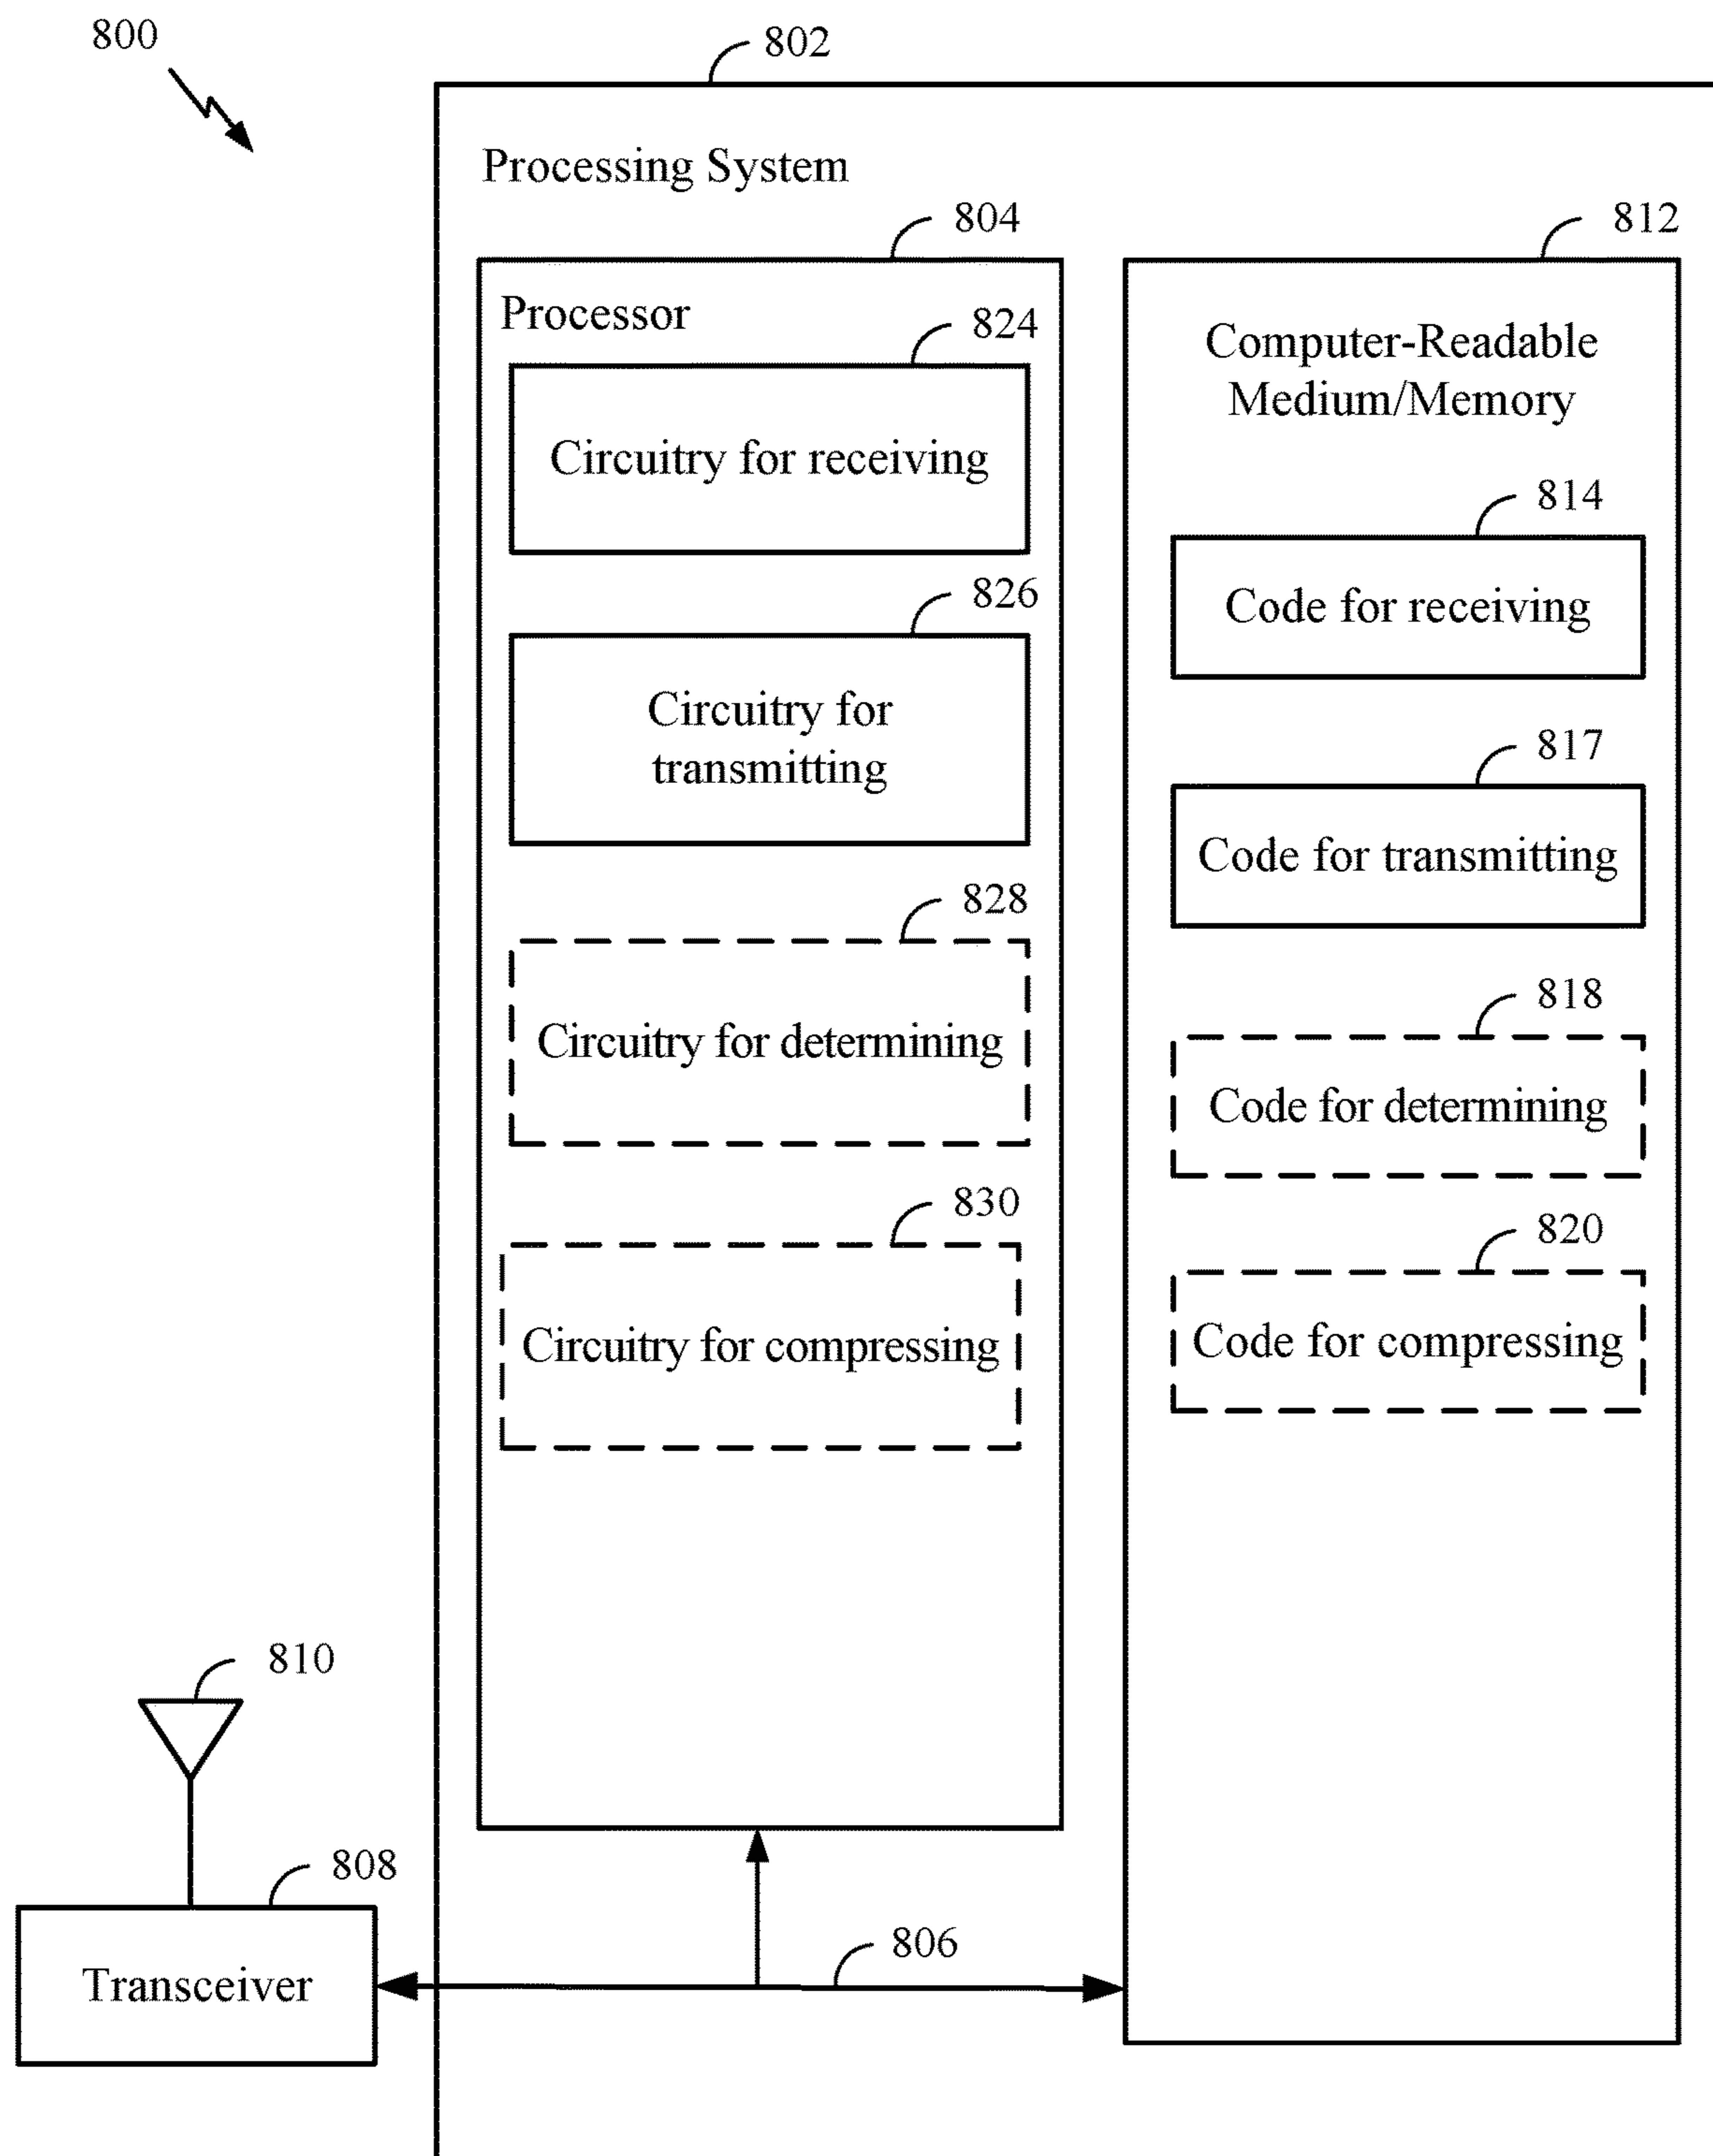 800
802
Processing System
804
812
Processor
824
Computer-Readable
Medium/Memory
Circuitry for receiving
814
Code for receiving
826
Circuitry for
transmitting
817
Code for transmitting
828
Circuitry for determining
818
Code for determining
830
Circuitry for compressing
820
Code for compressing
810
808
Transceiver
806